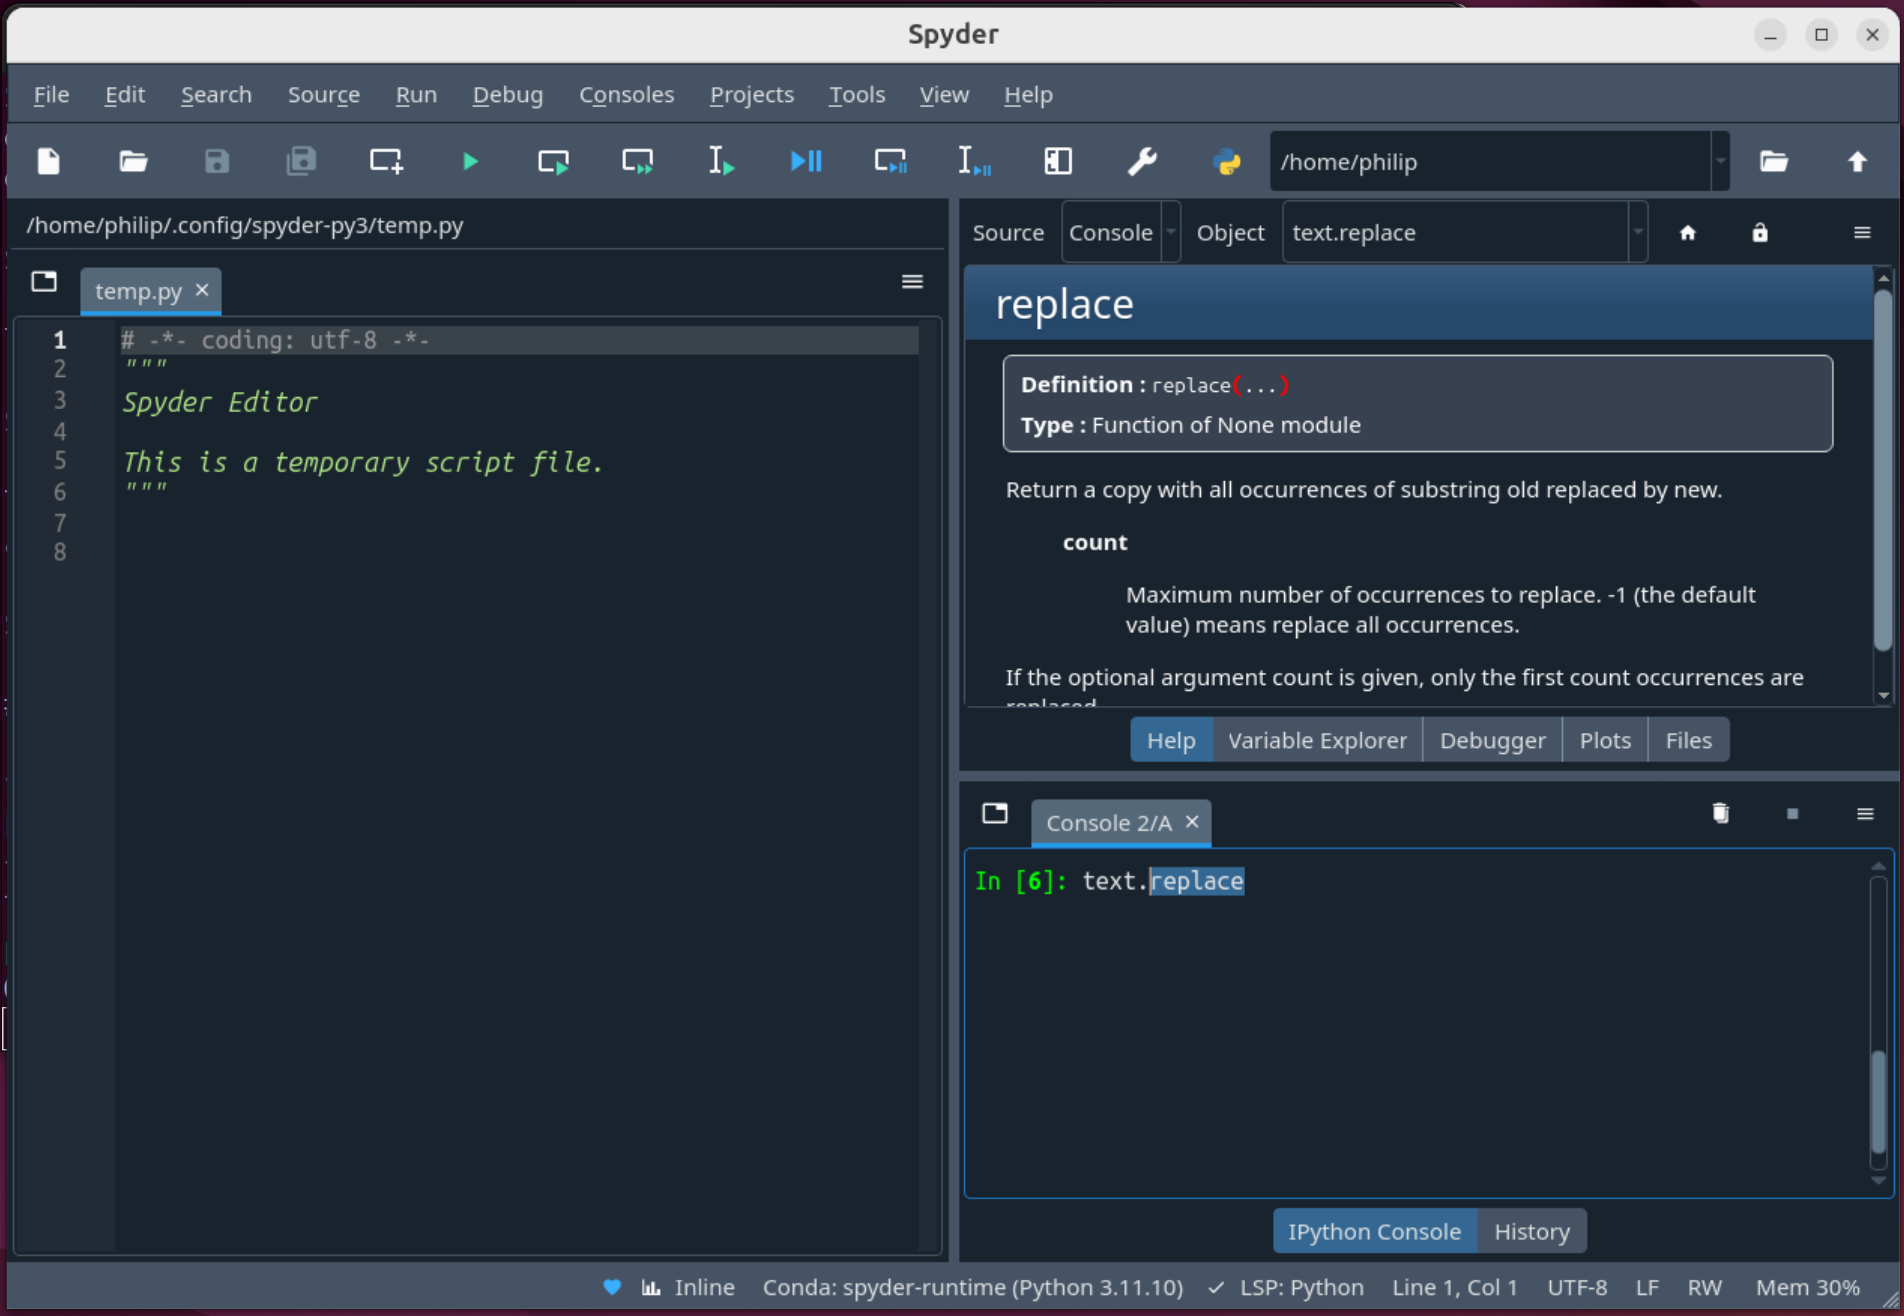 Spyder
File Edit Search Source Run Debug Consoles Projects Tools View Help
/home/philip
/home/philip/.config/spyder-py3/temp.py
temp.py
1 # -*- coding: utf-8 -*-
2 """
3 Spyder Editor
4
5 This is a temporary script file.
6 """
7
8
Source Console Object text.replace
replace
Definition : replace(...)
Type : Function of None module
Return a copy with all occurrences of substring old replaced by new.
count
Maximum number of occurrences to replace. -1 (the default
value) means replace all occurrences.
If the optional argument count is given, only the first count occurrences are
replaced.
Help Variable Explorer Debugger Plots Files
Console 2/A
In [6]: text.replace
IPython Console History
Inline Conda: spyder-runtime (Python 3.11.10) LSP: Python Line 1, Col 1 UTF-8 LF RW Mem 30%